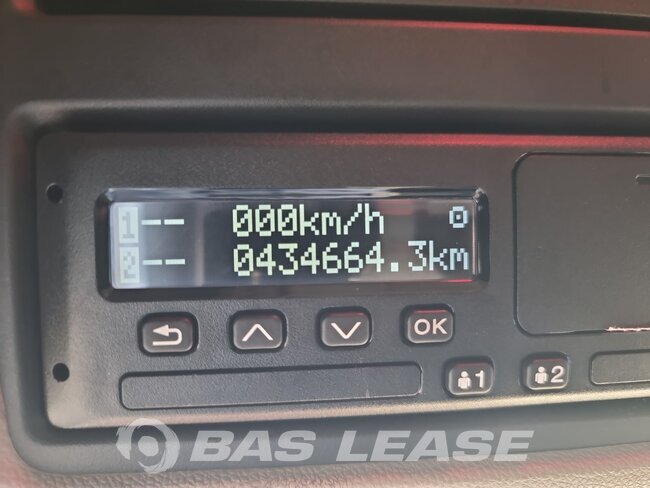 1-- 000km/h
2-- 0434664.3km
OK
1 2
BAS LEASE